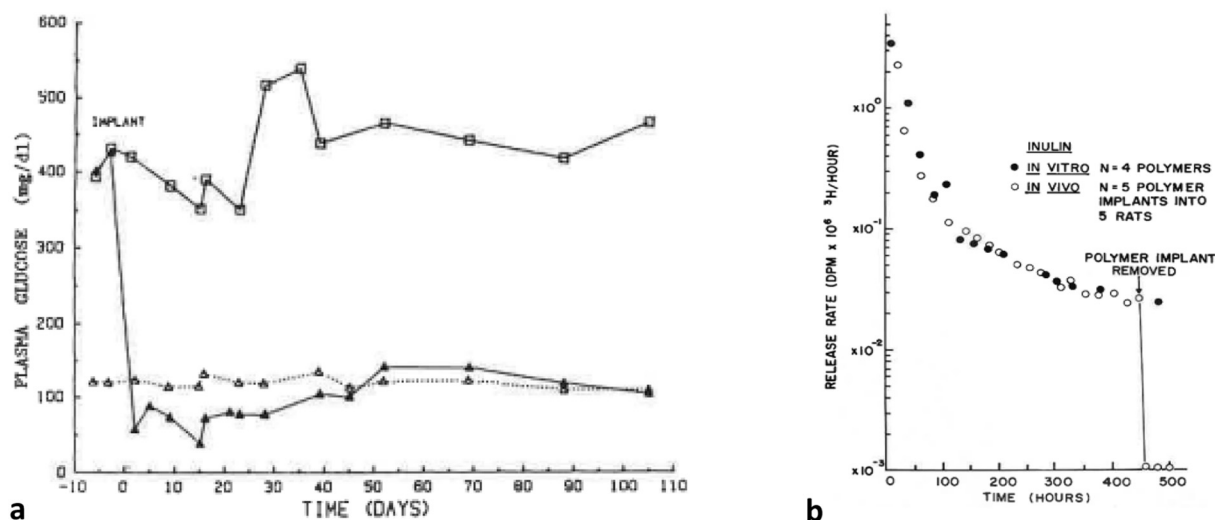 600
500
400
300
200
100
0
PLASMA GLUCOSE (mg/dl)
IMPLANT
-10 0 10 20 30 40 50 60 70 80 90 100 110
TIME (DAYS)
a
x10⁰
x10⁻¹
x10⁻²
x10⁻³
RELEASE RATE (DPM x 10⁶ ³H/HOUR)
INULIN
● IN VITRO N = 4 POLYMERS
○ IN VIVO N = 5 POLYMER
IMPLANTS INTO
5 RATS
POLYMER IMPLANT
REMOVED
0 100 200 300 400 500
TIME (HOURS)
b